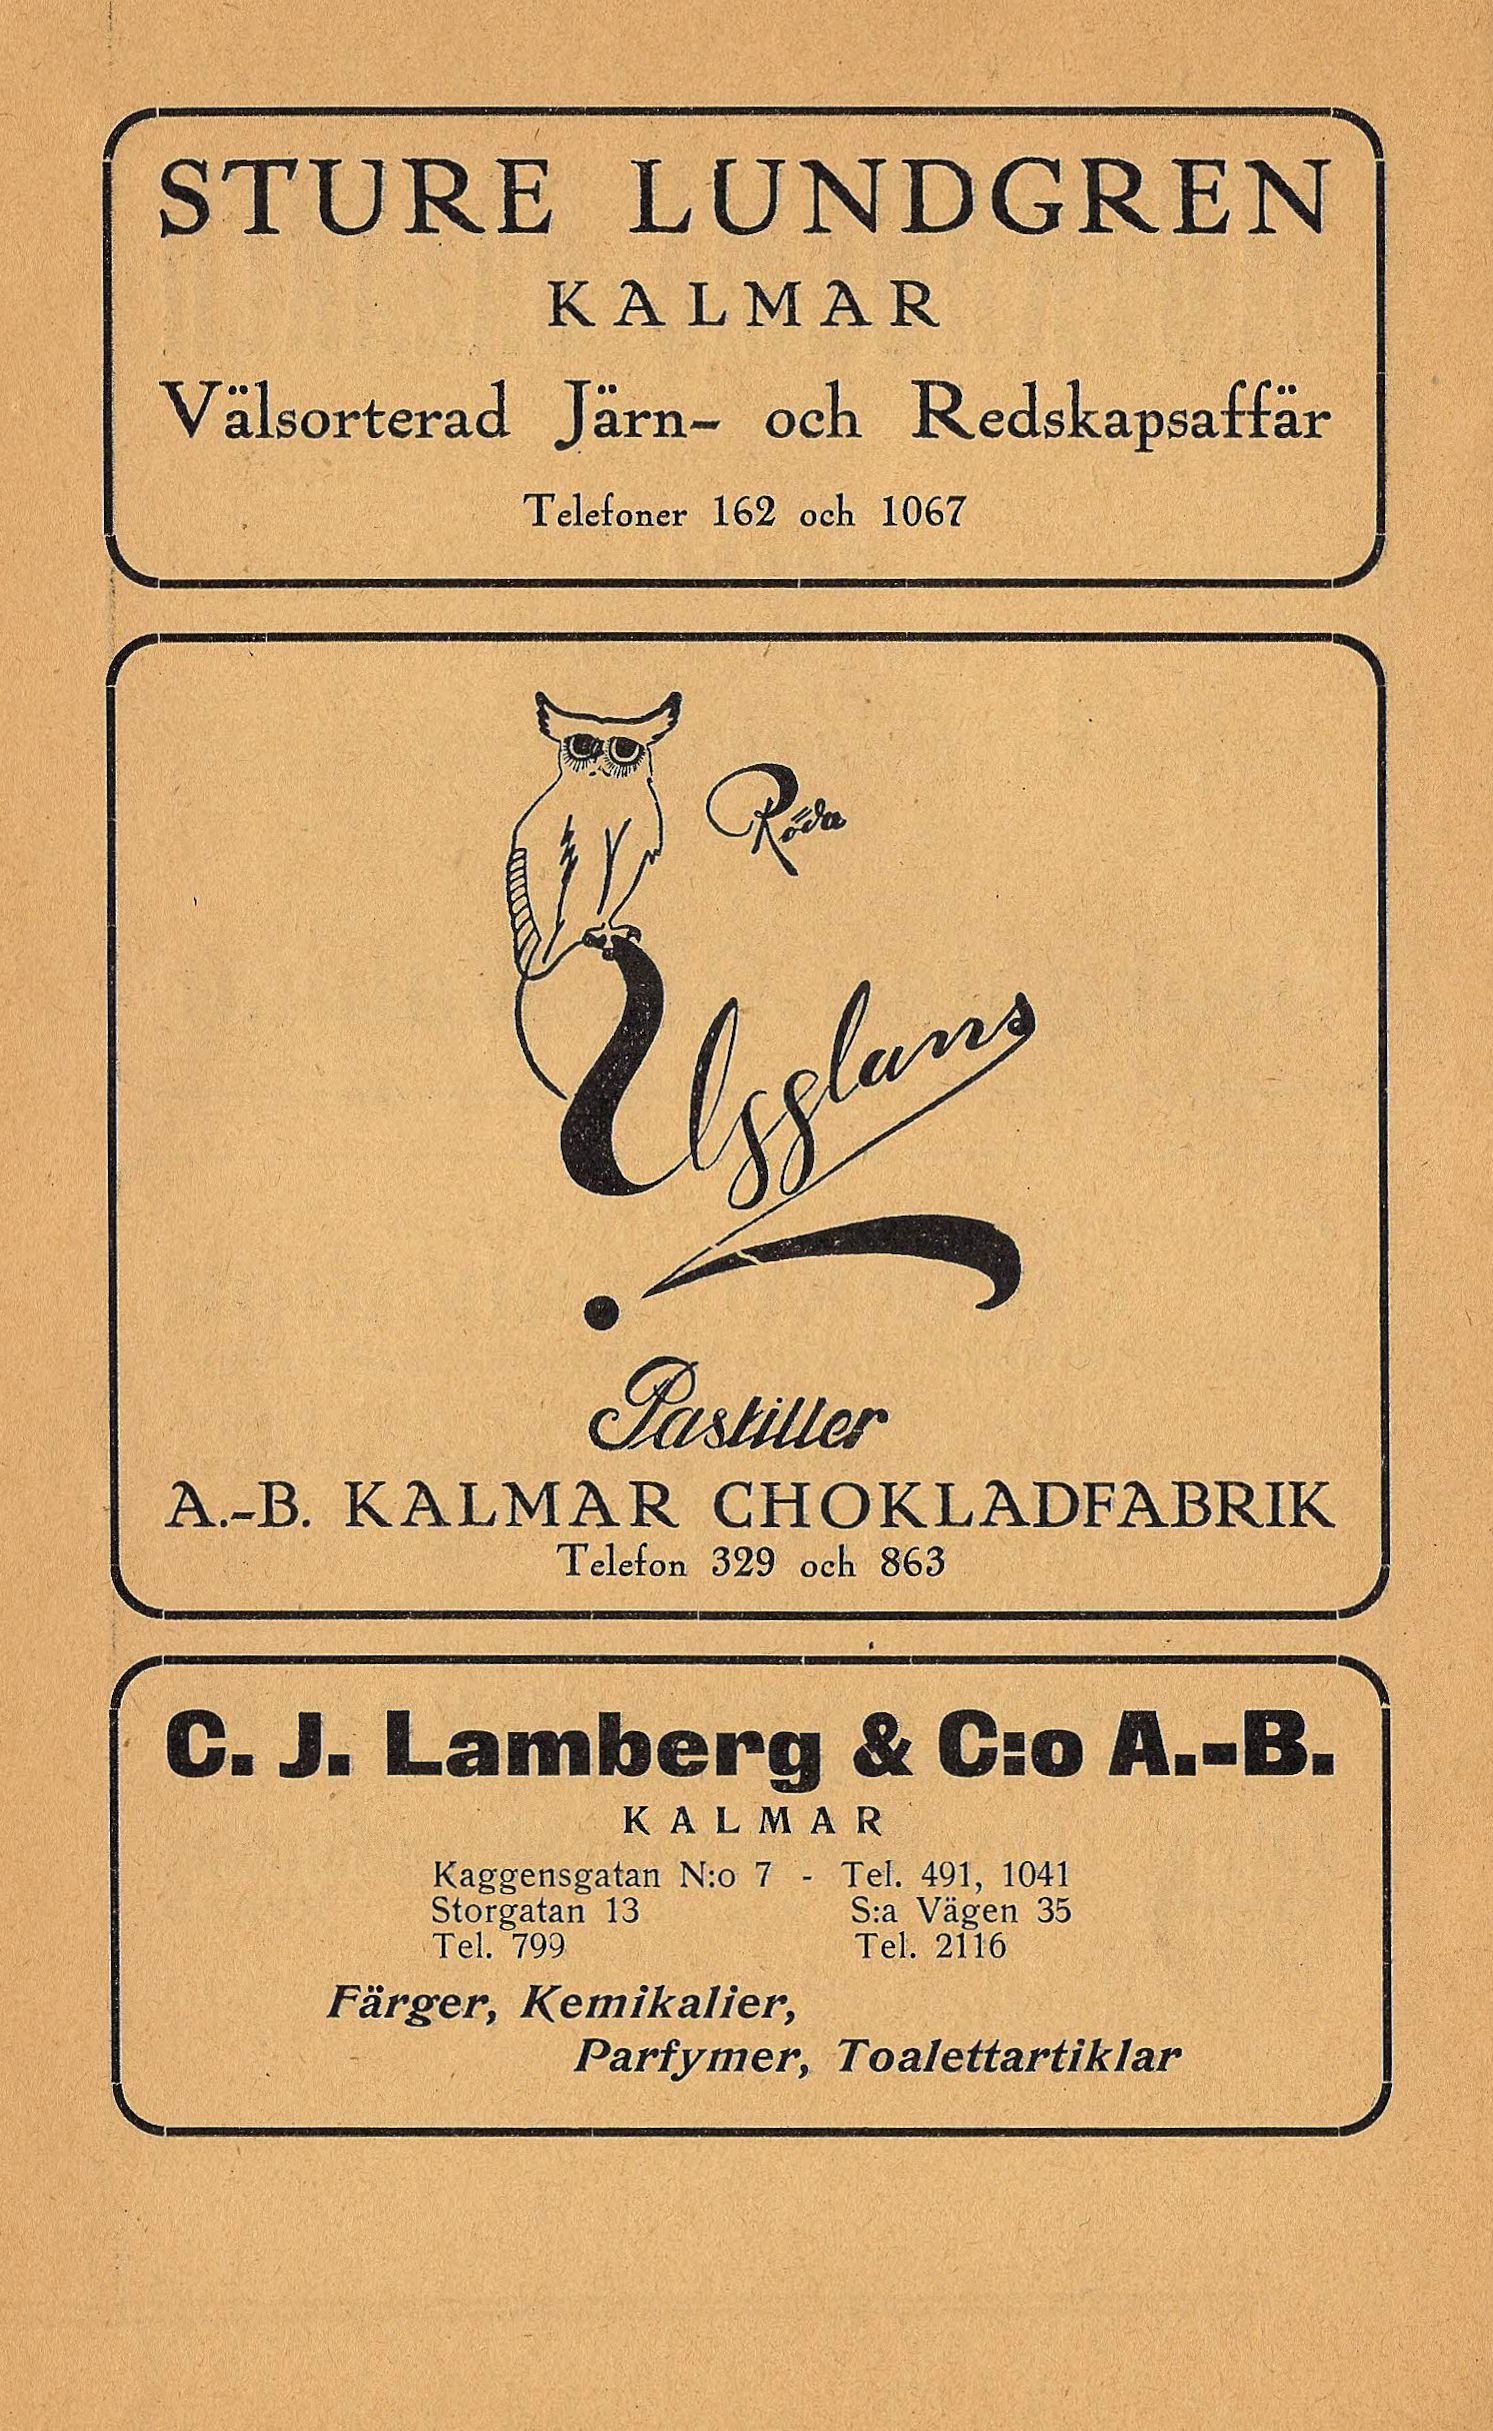 STURE LUNDGREN
KALMAR
Välsorterad Järn- och Redskapsaffär
Telefoner 162 och 1067
Röda
Ugglans
Pastiller
A.-B. KALMAR CHOKLADFABRIK
Telefon 329 och 863
C. J. Lamberg & C:o A.-B.
KALMAR
Kaggensgatan N:o 7 - Tel. 491, 1041
Storgatan 13 S:a Vägen 35
Tel. 799 Tel. 2116
Färger, Kemikalier,
Parfymer, Toalettartiklar